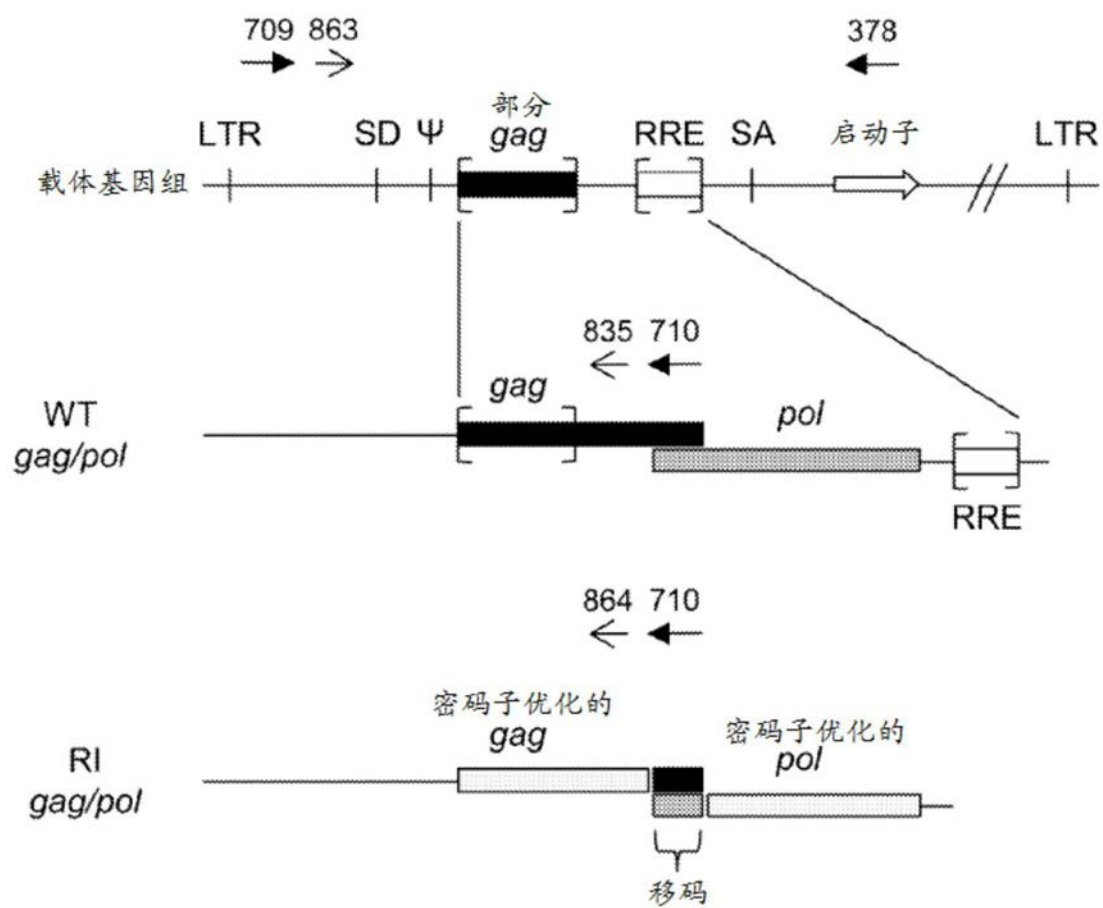 709 863 378
部分
LTR SD Ψ gag RRE SA 启动子 LTR
载体基因组
835 710
gag
WT pol
gag/pol
RRE
864 710
密码子优化的 密码子优化的
gag pol
RI
gag/pol
移码